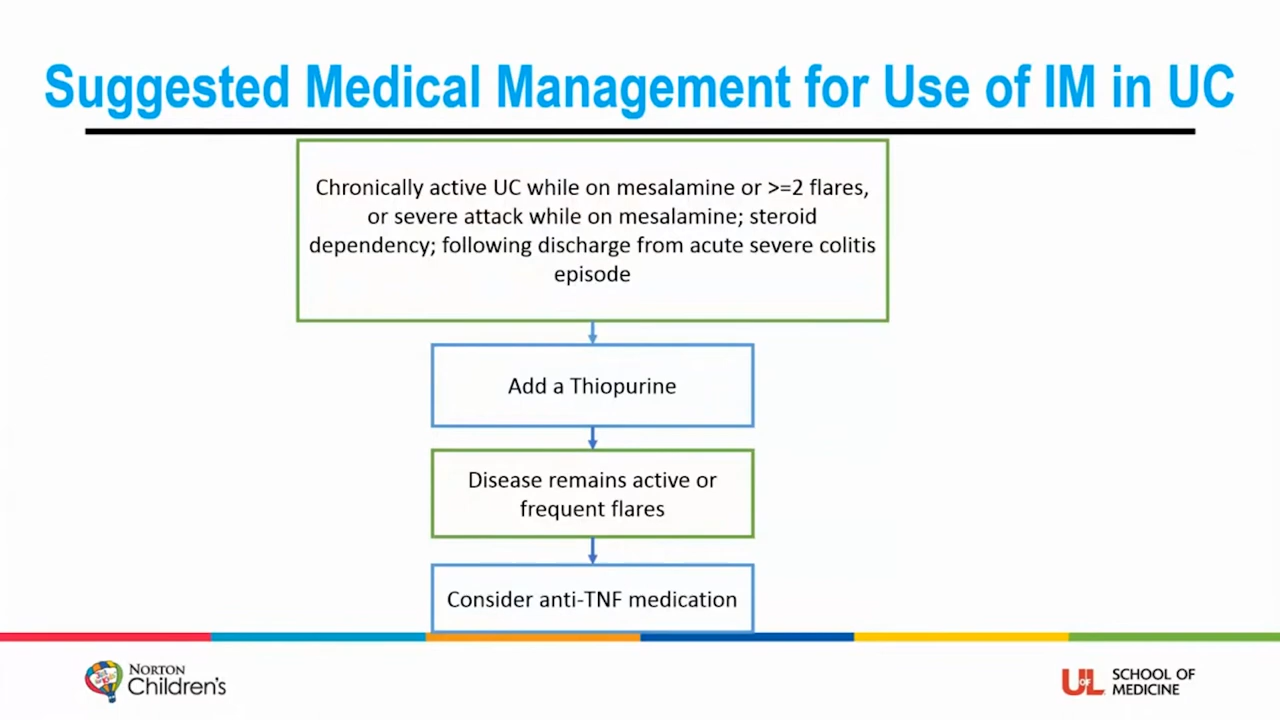 Suggested Medical Management for Use of IM in UC
Chronically active UC while on mesalamine or >=2 flares,
or severe attack while on mesalamine; steroid
dependency; following discharge from acute severe colitis
episode
Add a Thiopurine
Disease remains active or
frequent flares
Consider anti-TNF medication
NORTON
Children's
UofL
SCHOOL OF
MEDICINE